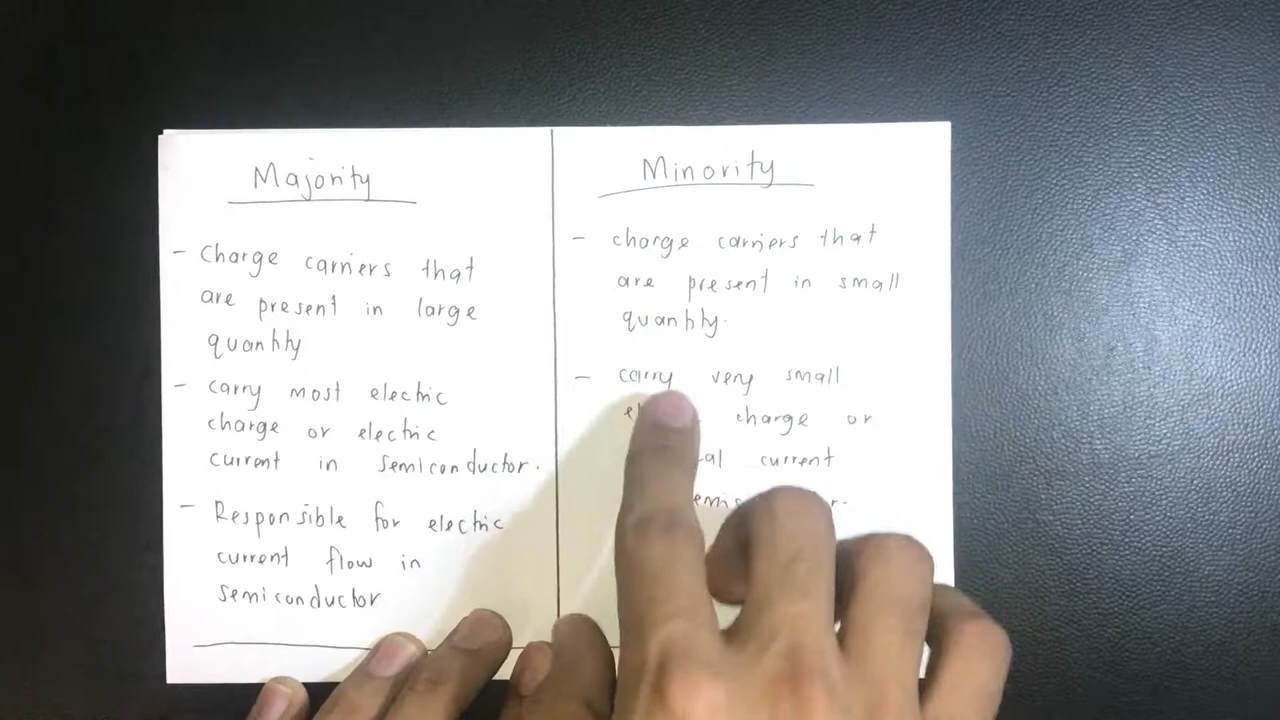 Majority
- Charge carriers that
are present in large
quantity
- carry most electric
charge or electric
current in semiconductor.
- Responsible for electric
current flow in
semiconductor
Minority
- charge carriers that
are present in small
quantity.
- carry very small
charge or
current